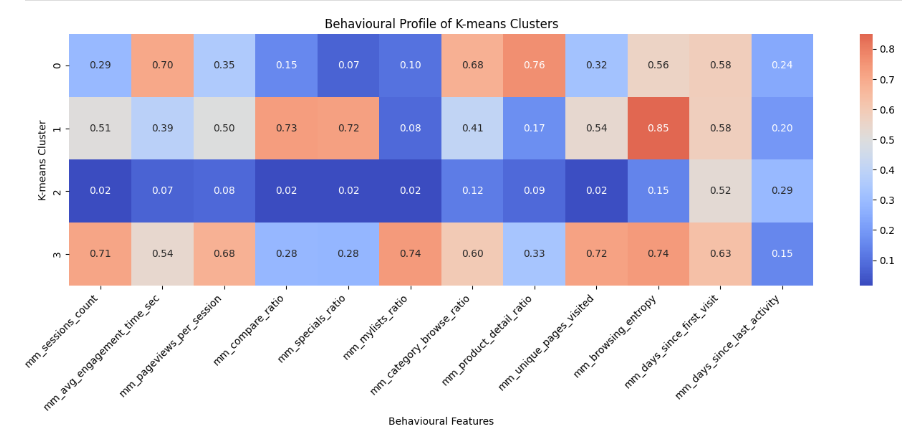 Behavioural Profile of K-means Clusters
K-means Cluster
0 0.29 0.70 0.35 0.15 0.07 0.10 0.68 0.76 0.32 0.56 0.58 0.24
1 0.51 0.39 0.50 0.73 0.72 0.08 0.41 0.17 0.54 0.85 0.58 0.20
2 0.02 0.07 0.08 0.02 0.02 0.02 0.12 0.09 0.02 0.15 0.52 0.29
3 0.71 0.54 0.68 0.28 0.28 0.74 0.60 0.33 0.72 0.74 0.63 0.15
mm_sessions_count
mm_avg_engagement_time_sec
mm_pageviews_per_session
mm_compare_ratio
mm_specials_ratio
mm_mylists_ratio
mm_category_browse_ratio
mm_product_detail_ratio
mm_unique_pages_visited
mm_browsing_entropy
mm_days_since_first_visit
mm_days_since_last_activity
Behavioural Features
0.8
0.7
0.6
0.5
0.4
0.3
0.2
0.1